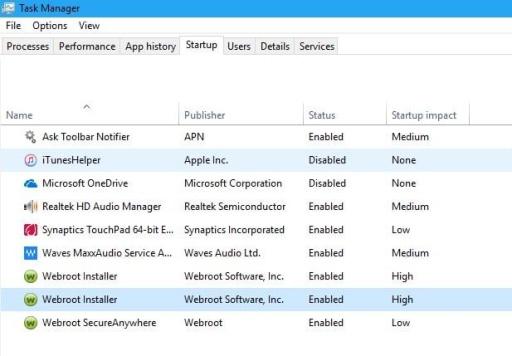 Task Manager
File Options View
Processes Performance App history Startup Users Details Services
Name Publisher Status Startup impact
Ask Toolbar Notifier APN Enabled Medium
iTunesHelper Apple Inc. Disabled None
Microsoft OneDrive Microsoft Corporation Disabled None
Realtek HD Audio Manager Realtek Semiconductor Enabled Medium
Synaptics TouchPad 64-bit E... Synaptics Incorporated Enabled Low
Waves MaxxAudio Service A... Waves Audio Ltd. Enabled Medium
Webroot Installer Webroot Software, Inc. Enabled High
Webroot Installer Webroot Software, Inc. Enabled High
Webroot SecureAnywhere Webroot Enabled Low